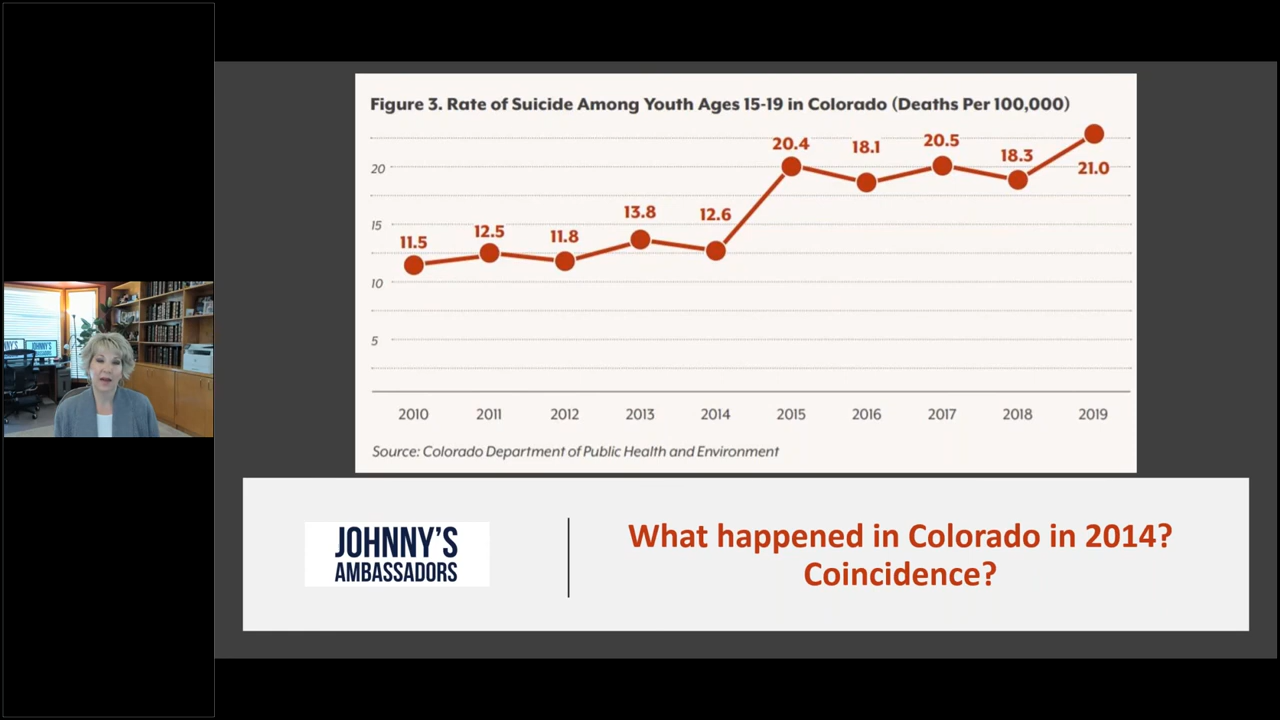 Figure 3. Rate of Suicide Among Youth Ages 15-19 in Colorado (Deaths Per 100,000)
20
15
10
5
11.5
12.5
11.8
13.8
12.6
20.4
18.1
20.5
18.3
21.0
2010 2011 2012 2013 2014 2015 2016 2017 2018 2019
Source: Colorado Department of Public Health and Environment
JOHNNY'S
AMBASSADORS
What happened in Colorado in 2014?
Coincidence?